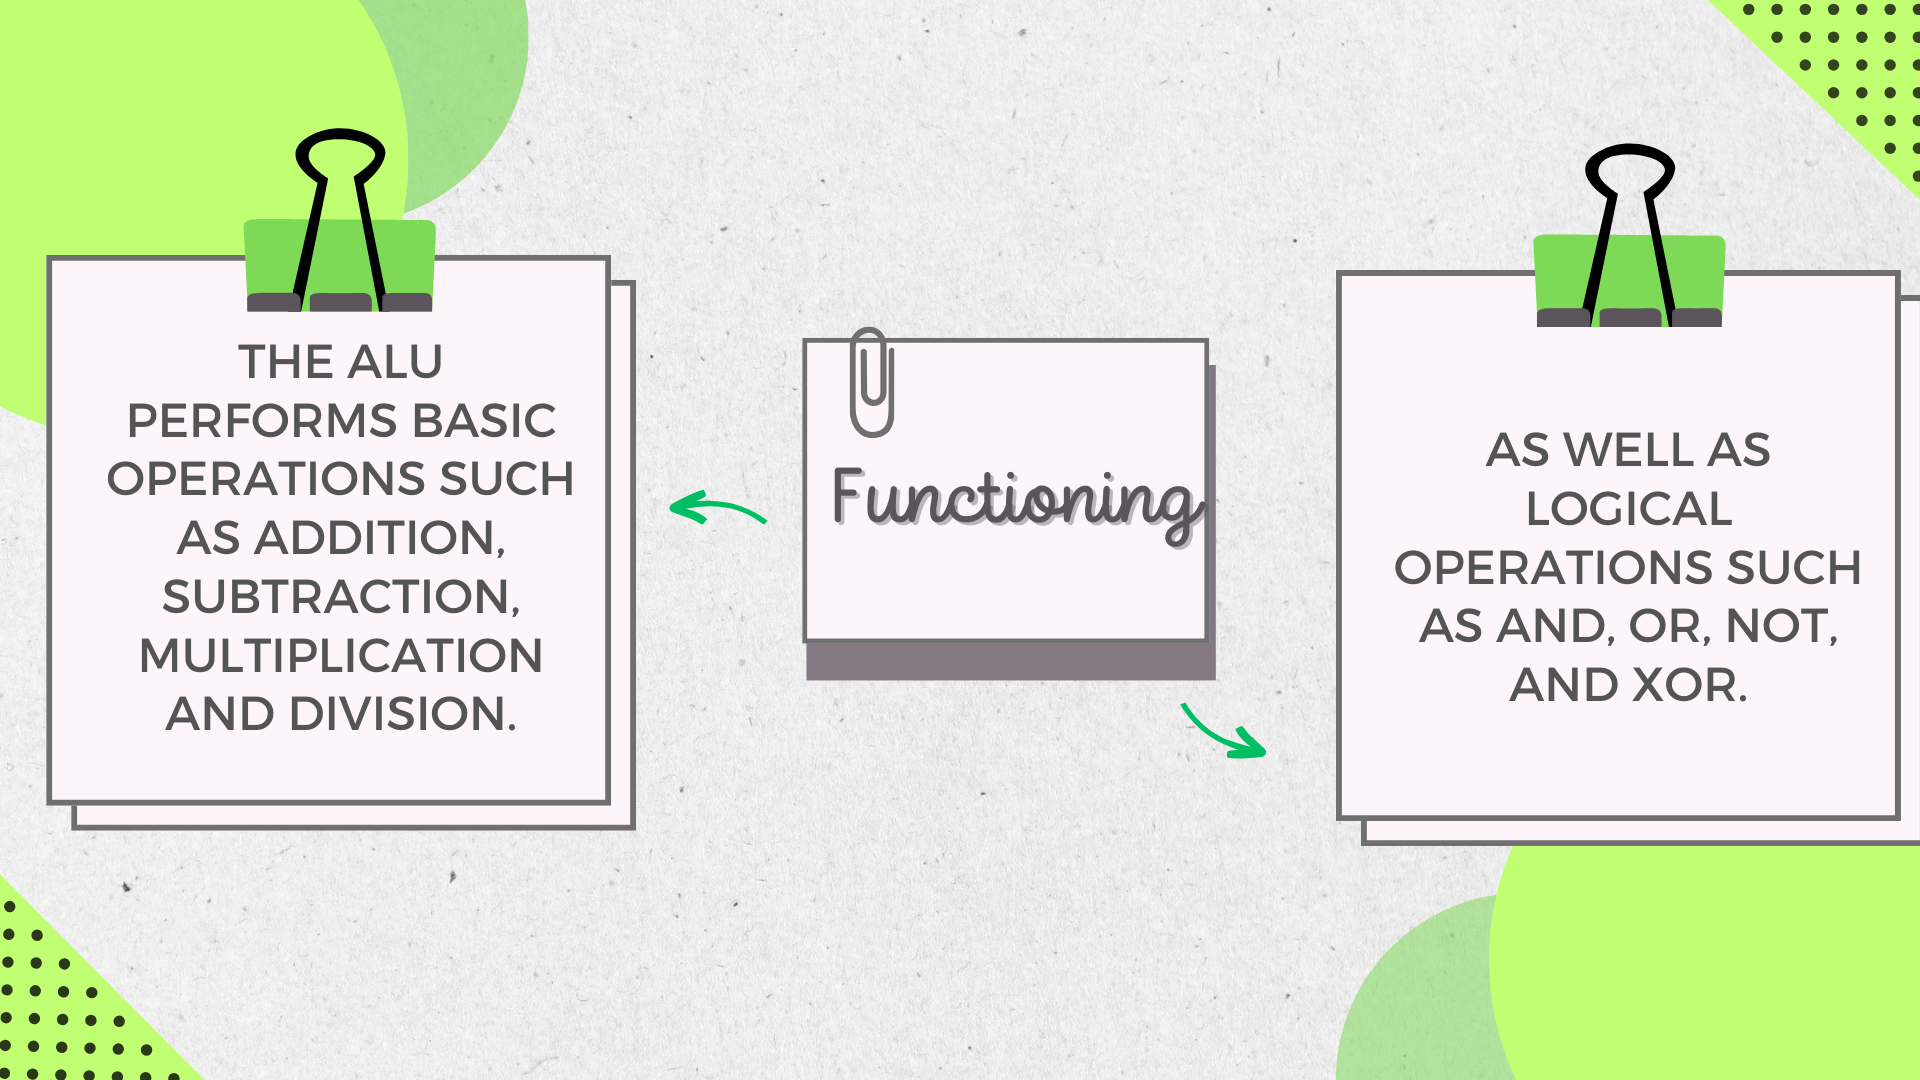 THE ALU
PERFORMS BASIC
OPERATIONS SUCH
AS ADDITION,
SUBTRACTION,
MULTIPLICATION
AND DIVISION.
Functioning
AS WELL AS
LOGICAL
OPERATIONS SUCH
AS AND, OR, NOT,
AND XOR.